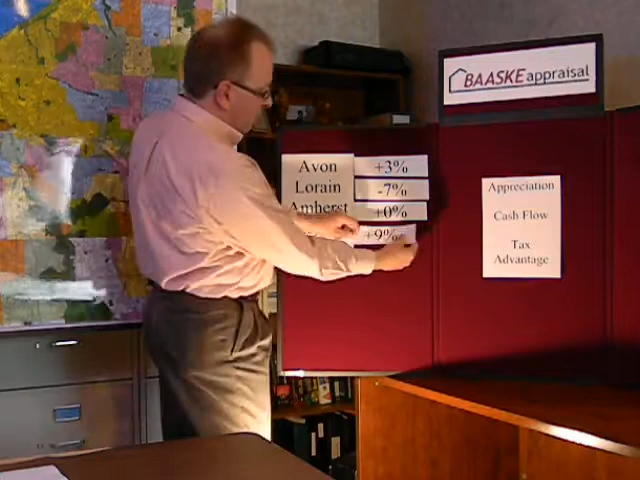 BAASKE appraisal
Avon
Lorain
Amherst
+3%
-7%
+0%
+9%
Appreciation
Cash Flow
Tax
Advantage